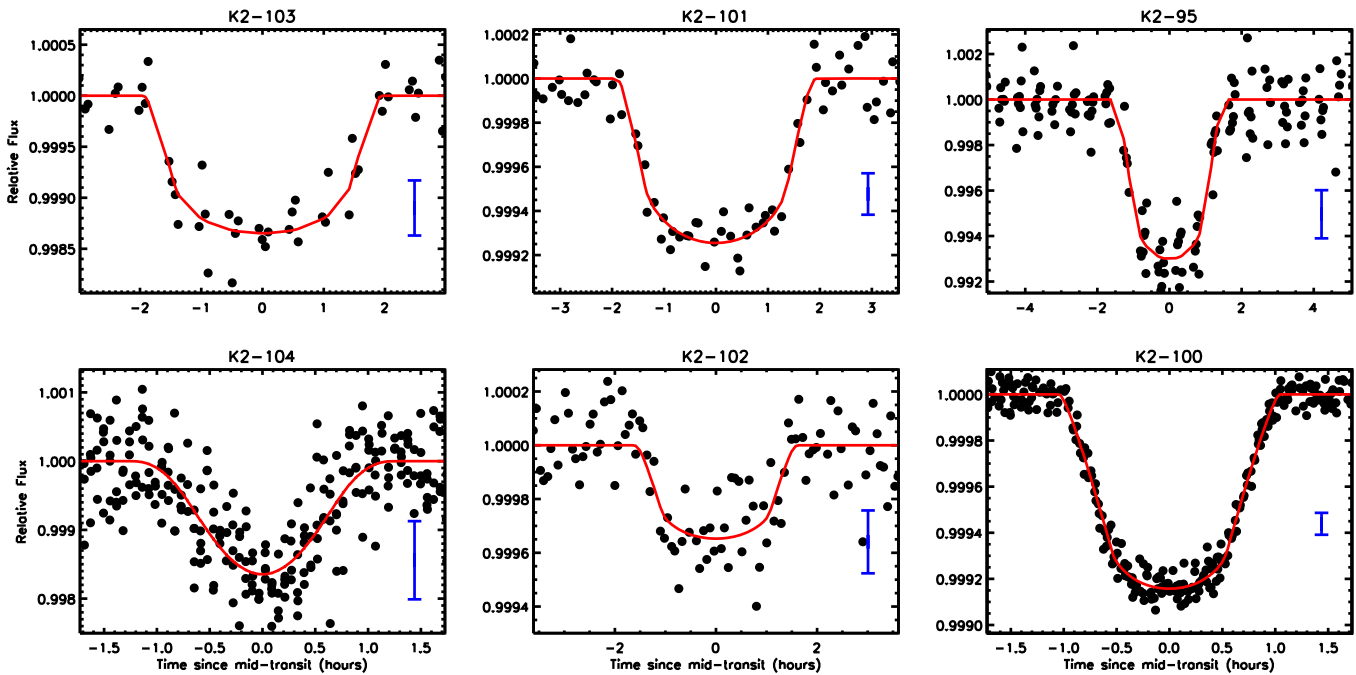 K2-103
1.0005
1.0000
0.9995
0.9990
0.9985
Relative Flux
-2 -1 0 1 2
K2-101
1.0002
1.0000
0.9998
0.9996
0.9994
0.9992
-3 -2 -1 0 1 2 3
K2-95
1.002
1.000
0.998
0.996
0.994
0.992
-4 -2 0 2 4
K2-104
1.001
1.000
0.999
0.998
Relative Flux
-1.5 -1.0 -0.5 0.0 0.5 1.0 1.5
Time since mid-transit (hours)
K2-102
1.0002
1.0000
0.9998
0.9996
0.9994
-2 0 2
Time since mid-transit (hours)
K2-100
1.0000
0.9998
0.9996
0.9994
0.9992
0.9990
-1.5 -1.0 -0.5 0.0 0.5 1.0 1.5
Time since mid-transit (hours)